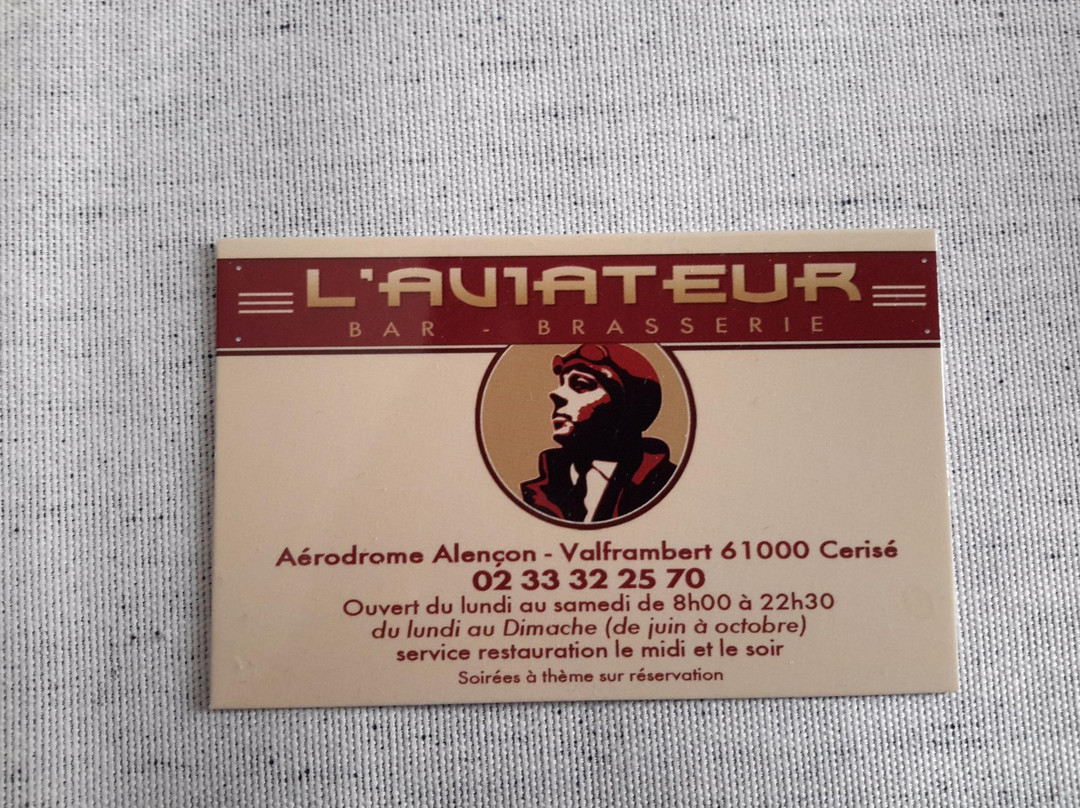 L'AVIATEUR
BAR - BRASSERIE
Aérodrome Alençon - Valframbert 61000 Cerisé
02 33 32 25 70
Ouvert du lundi au samedi de 8h00 à 22h30
du lundi au Dimache (de juin à octobre)
service restauration le midi et le soir
Soirées à thème sur réservation